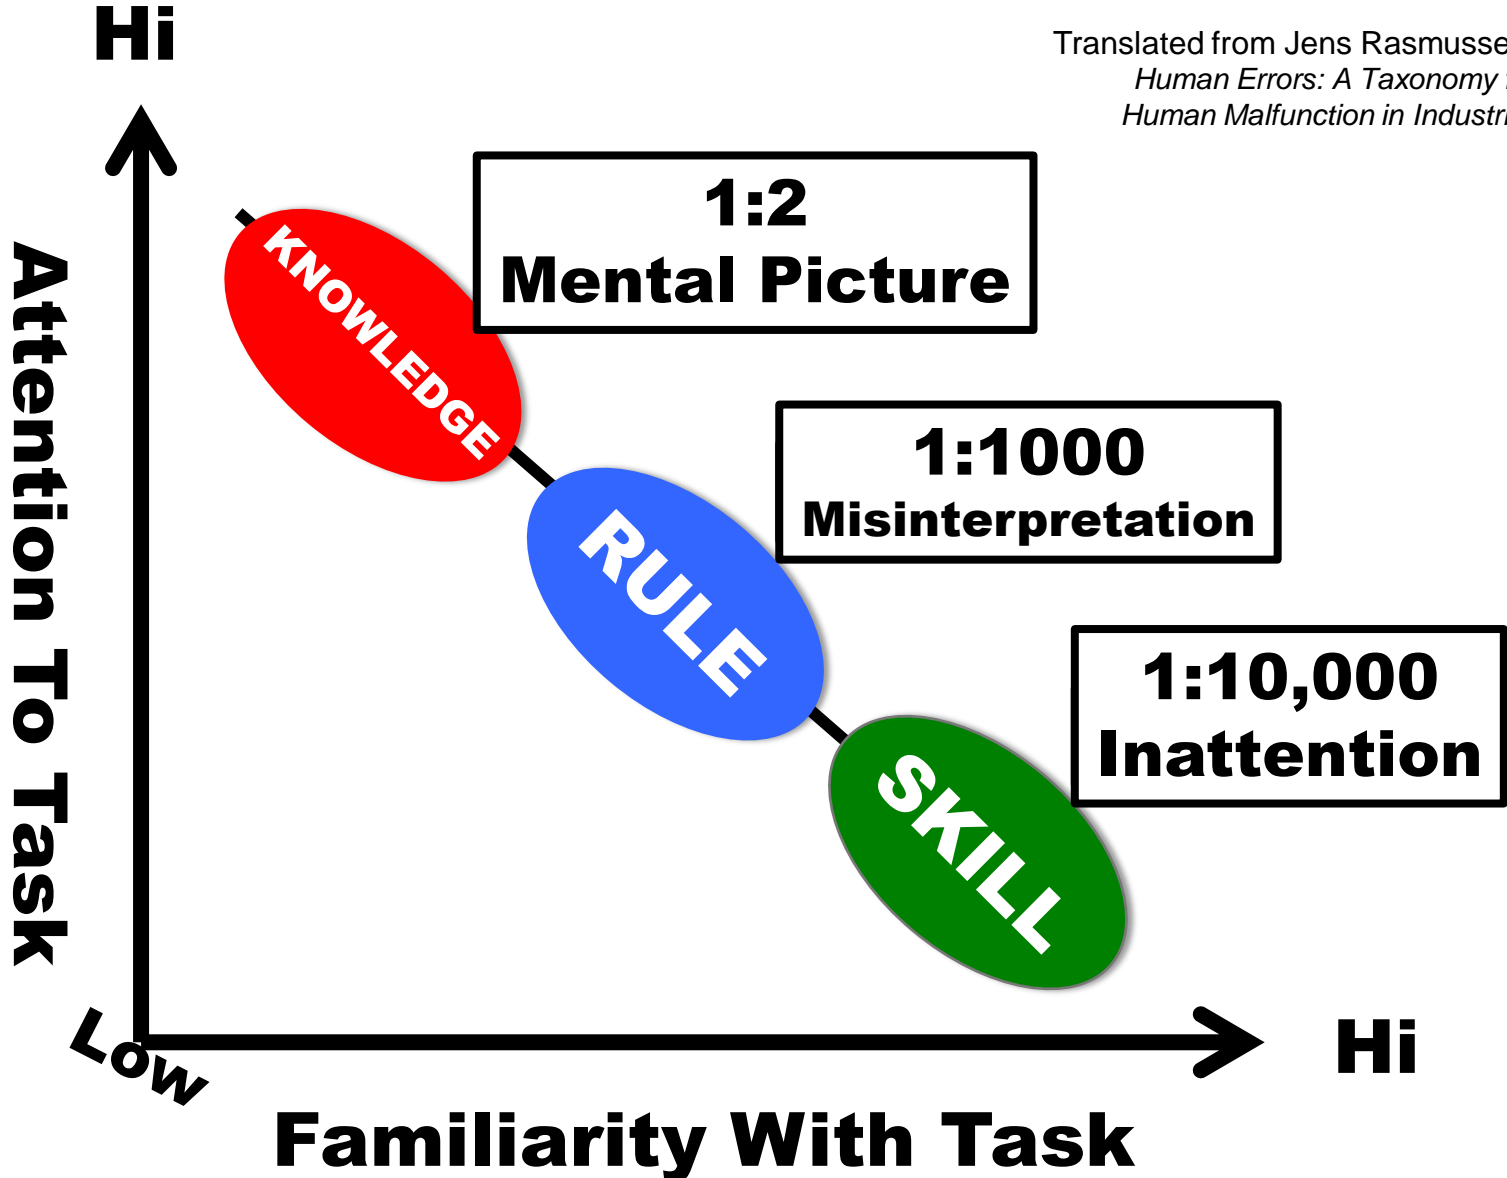 Hi
Translated from Jens Rasmusse
Human Errors: A Taxonomy
Human Malfunction in Industri
1:2
Mental Picture
KNOWLEDGE
Attention To Task
1:1000
Misinterpretation
RULE
1:10,000
Inattention
SKILL
Low
Hi
Familiarity With Task